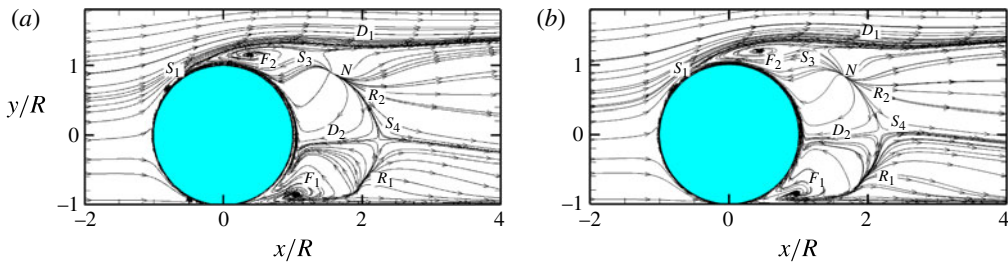 (a)
D₁
F₂
S₃
S₁
N
R₂
S₄
D₂
R₁
F₁
y/R
1
0
−1
−2
0
2
4
x/R
(b)
D₁
F₂
S₃
S₁
N
R₂
S₄
D₂
R₁
F₁
1
0
−1
−2
0
2
4
x/R